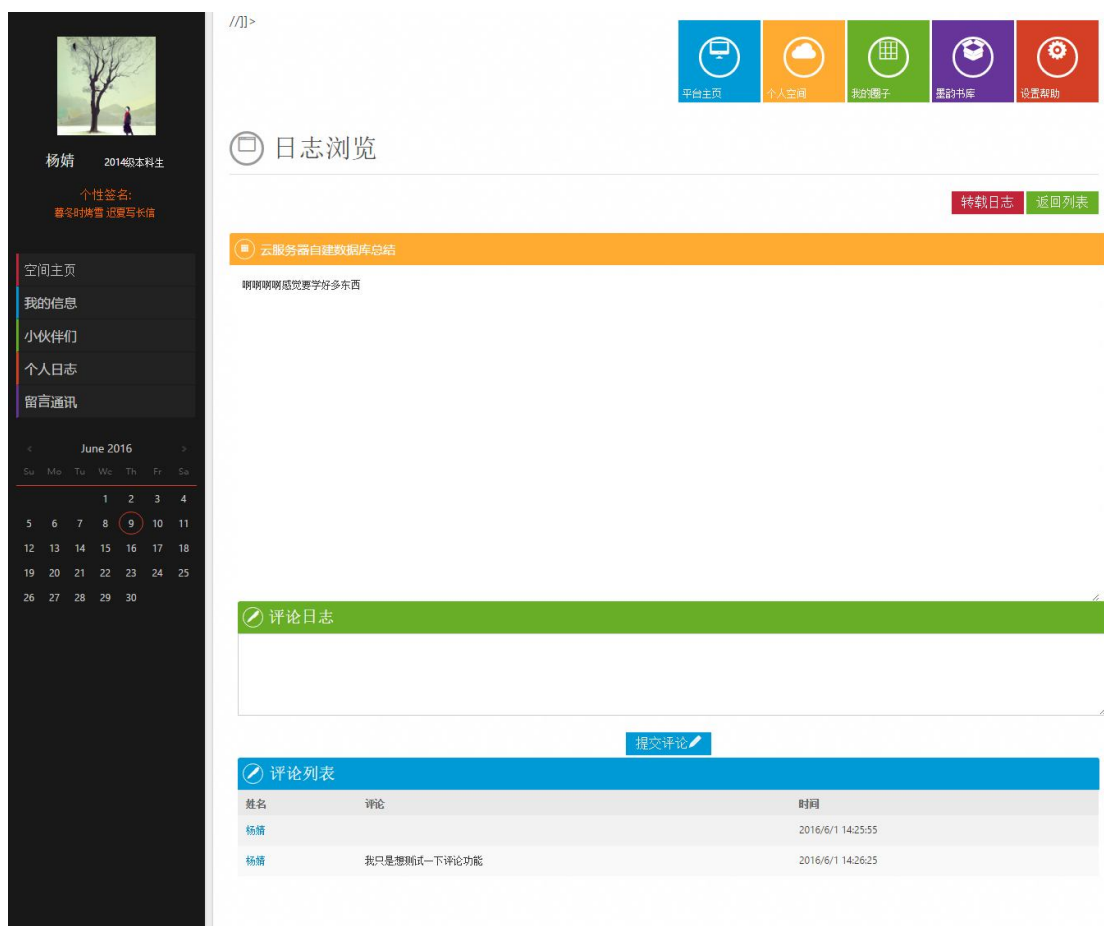 //]]>
平台主页
个人空间
我的圈子
墨韵书库
设置帮助
杨婧 2014级本科生
个性签名:
暮冬时烤雪 迟夏写长信
空间主页
我的信息
小伙伴们
个人日志
留言通讯
< June 2016 >
Su Mo Tu We Th Fr Sa
1 2 3 4
5 6 7 8 9 10 11
12 13 14 15 16 17 18
19 20 21 22 23 24 25
26 27 28 29 30
日志浏览
转载日志 返回列表
云服务器自建数据库总结
啊啊啊啊感觉要学好多东西
评论日志
提交评论
评论列表
姓名 评论 时间
杨婧 2016/6/1 14:25:55
杨婧 我只是想测试一下评论功能 2016/6/1 14:26:25